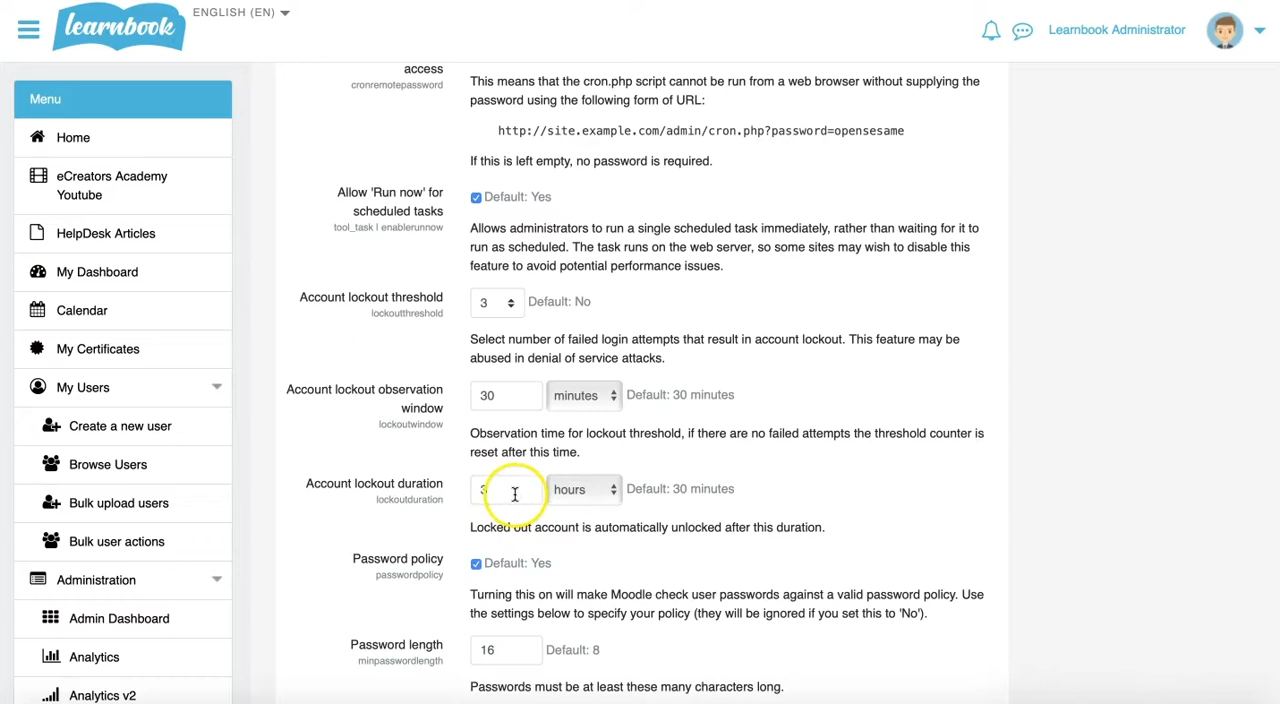 learnbook
ENGLISH (EN)
Learnbook Administrator
Menu
Home
eCreators Academy
Youtube
HelpDesk Articles
My Dashboard
Calendar
My Certificates
My Users
Create a new user
Browse Users
Bulk upload users
Bulk user actions
Administration
Admin Dashboard
Analytics
Analytics v2
access
cronremotepassword
This means that the cron.php script cannot be run from a web browser without supplying the
password using the following form of URL:
http://site.example.com/admin/cron.php?password=opensesame
If this is left empty, no password is required.
Allow 'Run now' for
scheduled tasks
tool_task | enablerunnow
Default: Yes
Allows administrators to run a single scheduled task immediately, rather than waiting for it to
run as scheduled. The task runs on the web server, so some sites may wish to disable this
feature to avoid potential performance issues.
Account lockout threshold
lockoutthreshold
3 Default: No
Select number of failed login attempts that result in account lockout. This feature may be
abused in denial of service attacks.
Account lockout observation
window
lockoutwindow
30 minutes Default: 30 minutes
Observation time for lockout threshold, if there are no failed attempts the threshold counter is
reset after this time.
Account lockout duration
lockoutduration
3 hours Default: 30 minutes
Locked out account is automatically unlocked after this duration.
Password policy
passwordpolicy
Default: Yes
Turning this on will make Moodle check user passwords against a valid password policy. Use
the settings below to specify your policy (they will be ignored if you set this to 'No').
Password length
minpasswordlength
16 Default: 8
Passwords must be at least these many characters long.